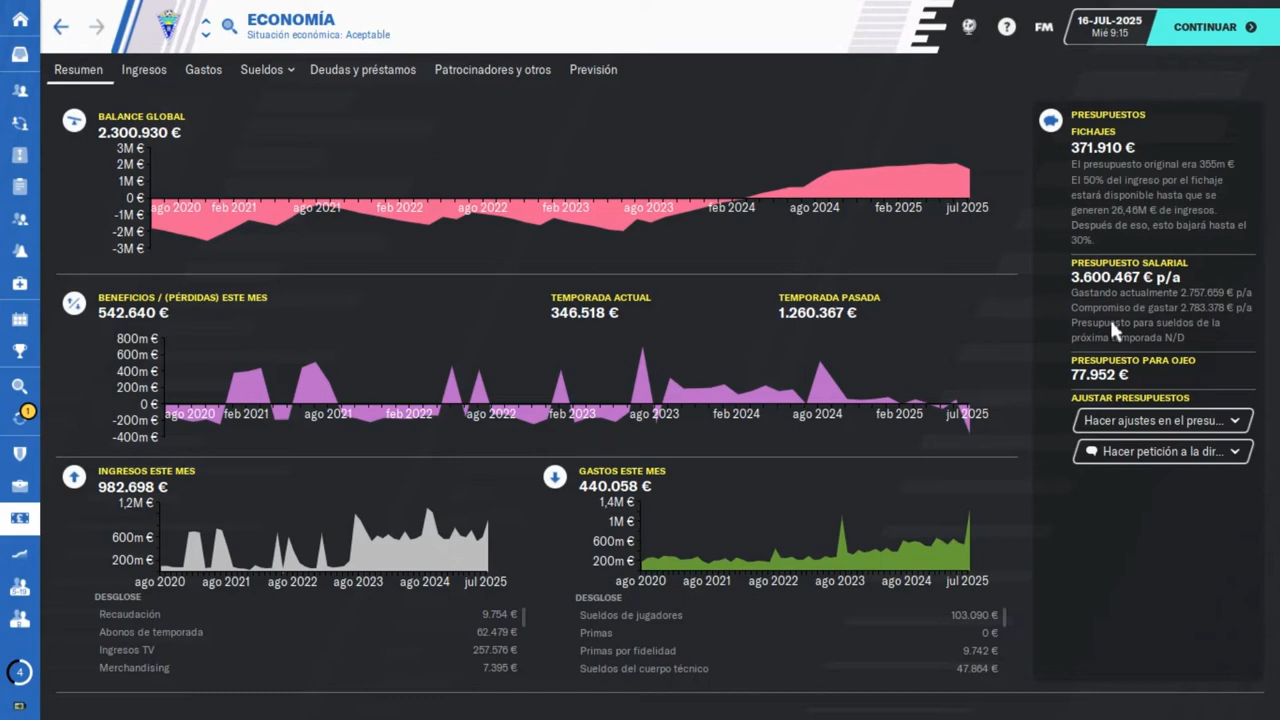 ECONOMÍA
Situación económica: Aceptable
FM
16-JUL-2025
Mié 9:15
CONTINUAR
Resumen
Ingresos
Gastos
Sueldos
Deudas y préstamos
Patrocinadores y otros
Previsión
BALANCE GLOBAL
2.300.930 €
3M €
2M €
1M €
0 €
-1M €
-2M €
-3M €
ago 2020 feb 2021 ago 2021 feb 2022 ago 2022 feb 2023 ago 2023 feb 2024 ago 2024 feb 2025 jul 2025
BENEFICIOS / (PÉRDIDAS) ESTE MES
542.640 €
TEMPORADA ACTUAL
346.518 €
TEMPORADA PASADA
1.260.367 €
800m €
600m €
400m €
200m €
0 €
-200m €
-400m €
ago 2020 feb 2021 ago 2021 feb 2022 ago 2022 feb 2023 ago 2023 feb 2024 ago 2024 feb 2025 jul 2025
INGRESOS ESTE MES
982.698 €
1,2M €
600m €
200m €
ago 2020 ago 2021 ago 2022 ago 2023 ago 2024 jul 2025
DESGLOSE
Recaudación 9.754 €
Abonos de temporada 62.479 €
Ingresos TV 257.576 €
Merchandising 7.395 €
GASTOS ESTE MES
440.058 €
1,4M €
1M €
600m €
200m €
ago 2020 ago 2021 ago 2022 ago 2023 ago 2024 jul 2025
DESGLOSE
Sueldos de jugadores 103.090 €
Primas 0 €
Primas por fidelidad 9.742 €
Sueldos del cuerpo técnico 47.864 €
PRESUPUESTOS
FICHAJES
371.910 €
El presupuesto original era 355m €
El 50% del ingreso por el fichaje
estará disponible hasta que se
generen 26,46M € de ingresos.
Después de eso, esto bajará hasta el
30%.
PRESUPUESTO SALARIAL
3.600.467 € p/a
Gastando actualmente 2.757.659 € p/a
Compromiso de gastar 2.783.378 € p/a
Presupuesto para sueldos de la
próxima temporada N/D
PRESUPUESTO PARA OJEO
77.952 €
AJUSTAR PRESUPUESTOS
Hacer ajustes en el presu...
Hacer petición a la dir...
1
S-19
4